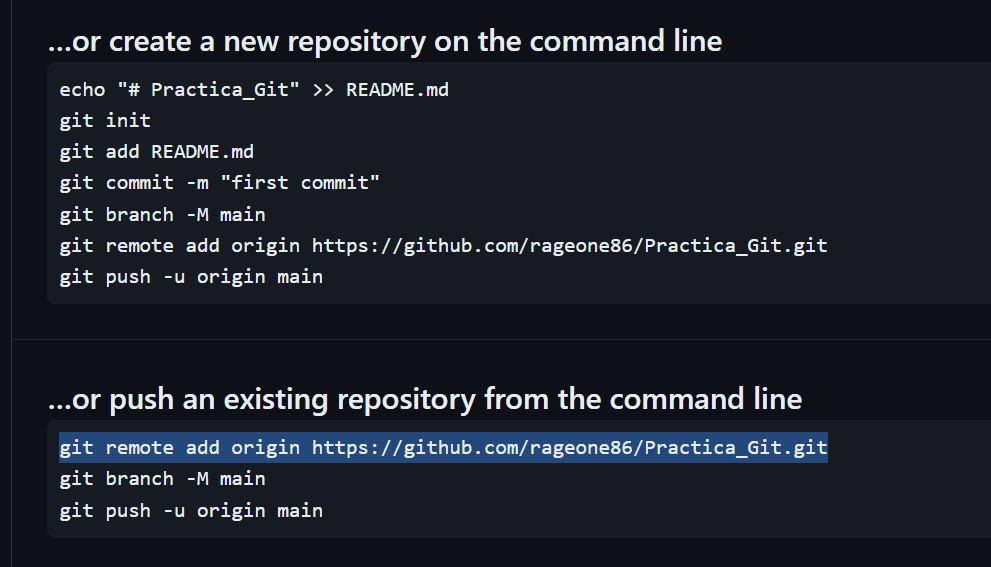 ...or create a new repository on the command line
echo "# Practica_Git" >> README.md
git init
git add README.md
git commit -m "first commit"
git branch -M main
git remote add origin https://github.com/rageone86/Practica_Git.git
git push -u origin main
...or push an existing repository from the command line
git remote add origin https://github.com/rageone86/Practica_Git.git
git branch -M main
git push -u origin main